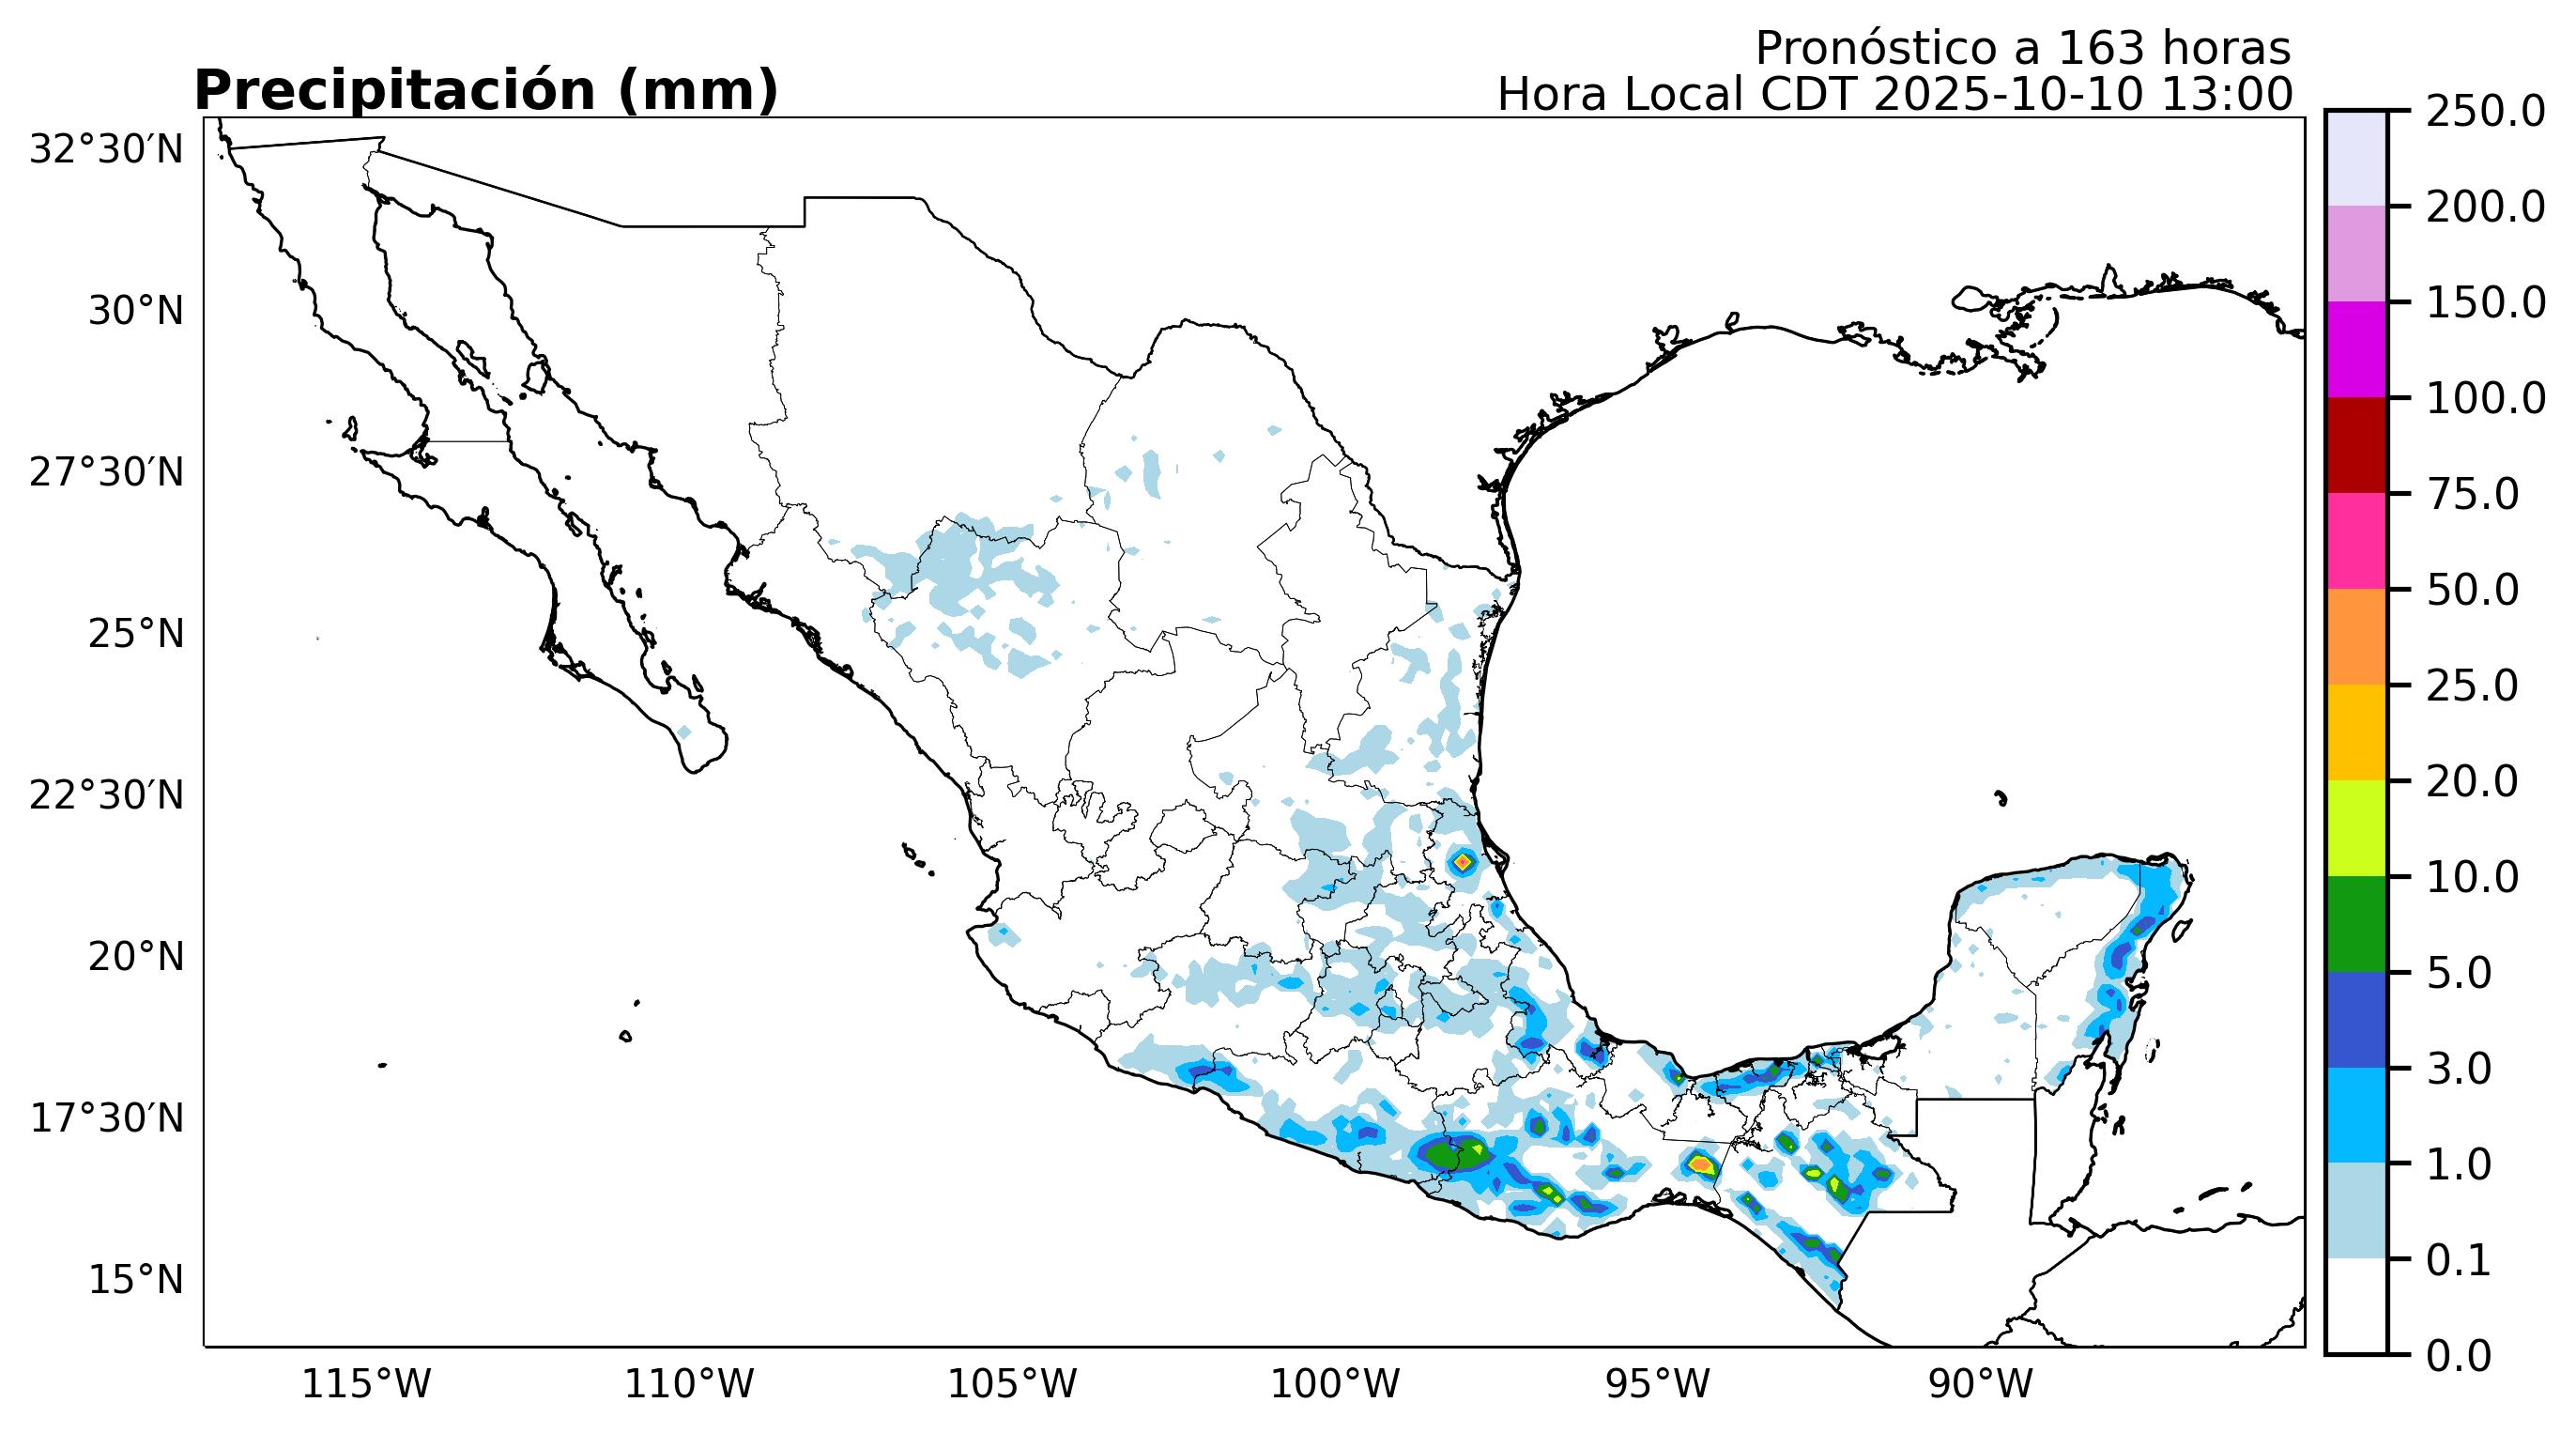 Pronóstico a 163 horas
Precipitación (mm)
Hora Local CDT 2025-10-10 13:00
32°30′N
30°N
27°30′N
25°N
22°30′N
20°N
17°30′N
15°N
115°W
110°W
105°W
100°W
95°W
90°W
250.0
200.0
150.0
100.0
75.0
50.0
25.0
20.0
10.0
5.0
3.0
1.0
0.1
0.0